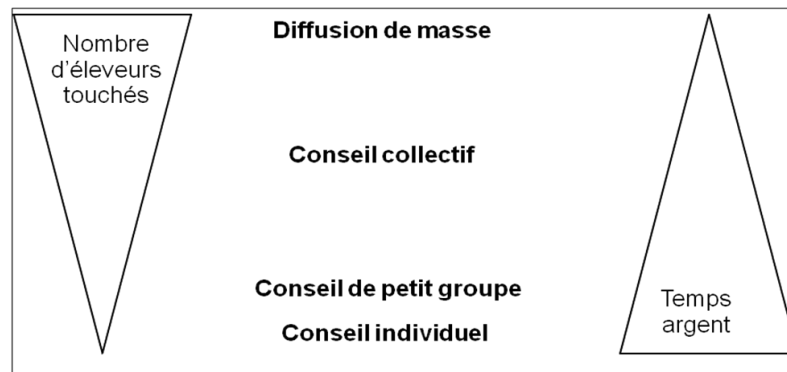 Diffusion de masse
Nombre
d'éleveurs
touchés
Conseil collectif
Conseil de petit groupe
Conseil individuel
Temps
argent